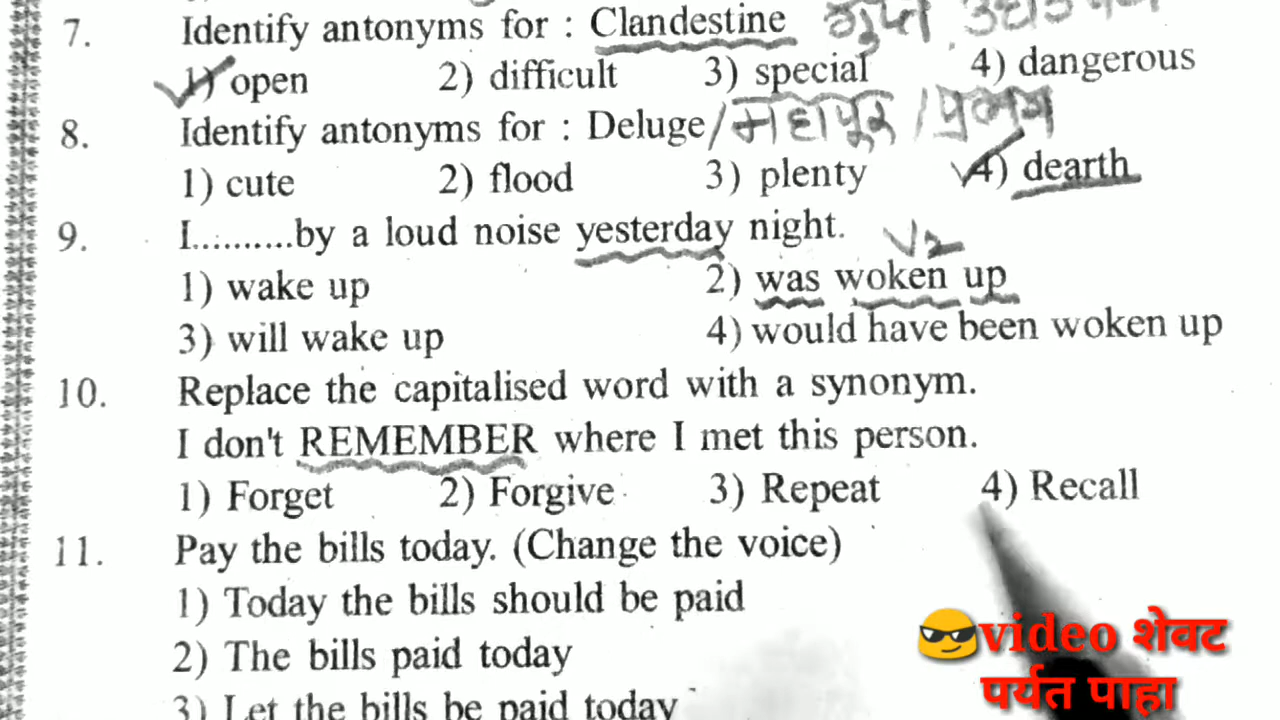 7. Identify antonyms for : Clandestine गुप्त
1) open 2) difficult 3) special 4) dangerous
8. Identify antonyms for : Deluge/महापूर/प्रलय
1) cute 2) flood 3) plenty 4) dearth
9. I..........by a loud noise yesterday night.
V2
1) wake up 2) was woken up
3) will wake up 4) would have been woken up
10. Replace the capitalised word with a synonym.
I don't REMEMBER where I met this person.
1) Forget 2) Forgive 3) Repeat 4) Recall
11. Pay the bills today. (Change the voice)
1) Today the bills should be paid
2) The bills paid today
3) Let the bills be paid today
😎video शेवट
पर्यत पाहा